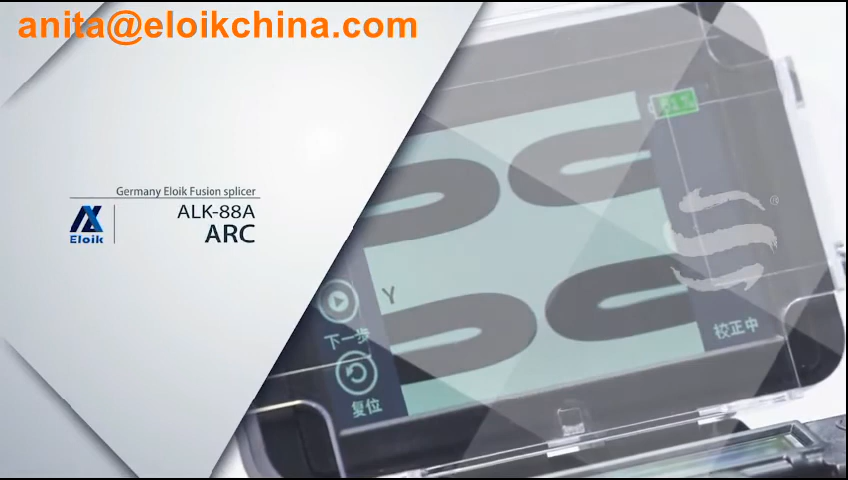 anita@eloikchina.com
Germany Eloik Fusion splicer
ALK-88A
ARC
Eloik
81%
Y
下一步
复位
校正中
®